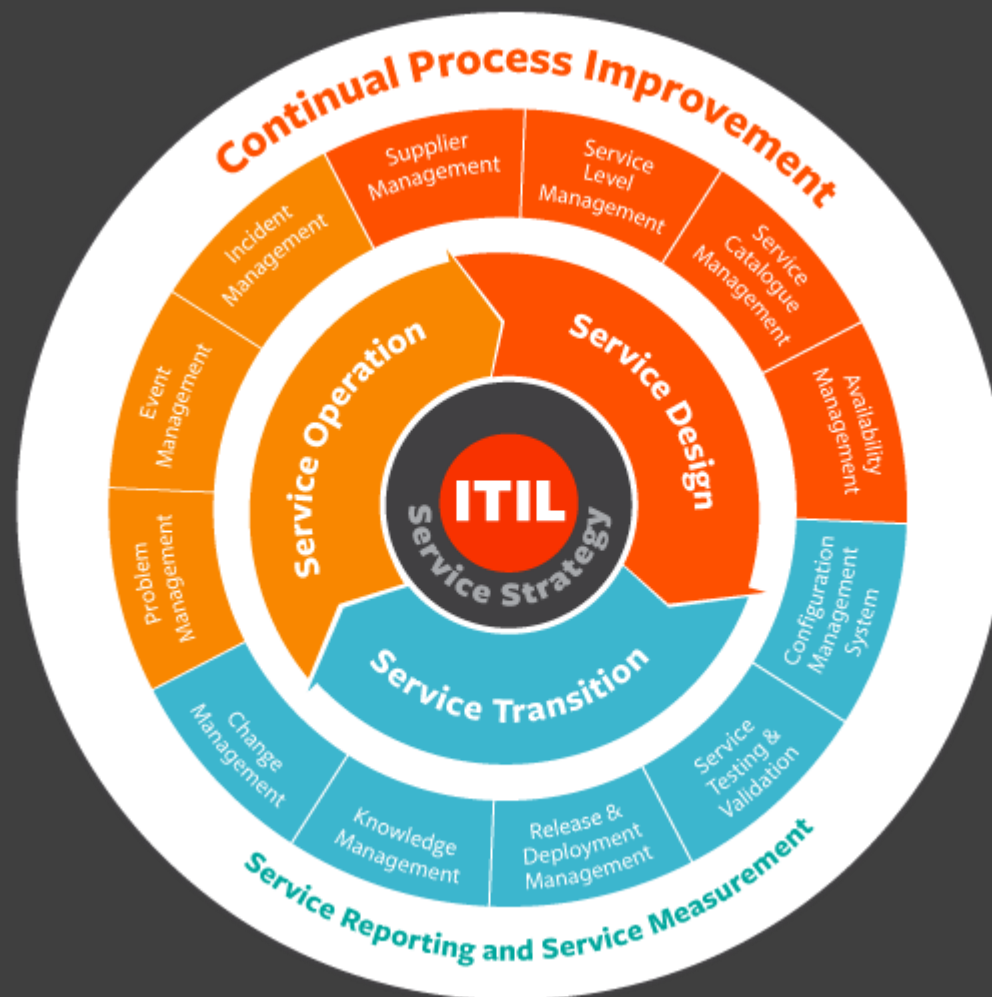 Continual Process Improvement
Supplier
Management
Service
Level
Management
Service
Catalogue
Management
Availability
Management
Configuration
Management
System
Service
Testing &
Validation
Release &
Deployment
Management
Knowledge
Management
Change
Management
Problem
Management
Event
Management
Incident
Management
Service Operation
Service Design
Service Transition
ITIL
Service Strategy
Service Reporting and Service Measurement